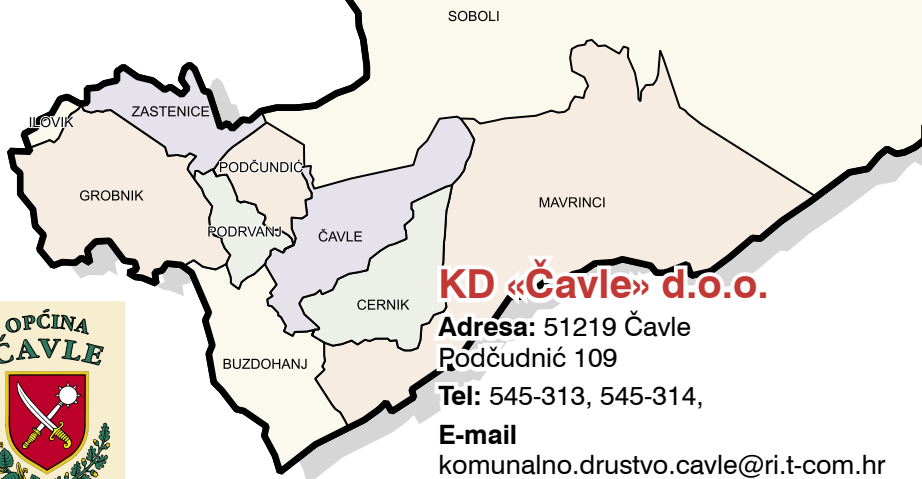 SOBOLI
ZASTENICE
ILOVIK
PODČUNDIĆ
GROBNIK
MAVRINCI
PODRVANJ
ČAVLE
CERNIK
BUZDOHANJ
KD «Čavle» d.o.o.
Adresa: 51219 Čavle
Podčudnić 109
Tel: 545-313, 545-314,
E-mail
komunalno.drustvo.cavle@ri.t-com.hr
OPĆINA
ČAVLE